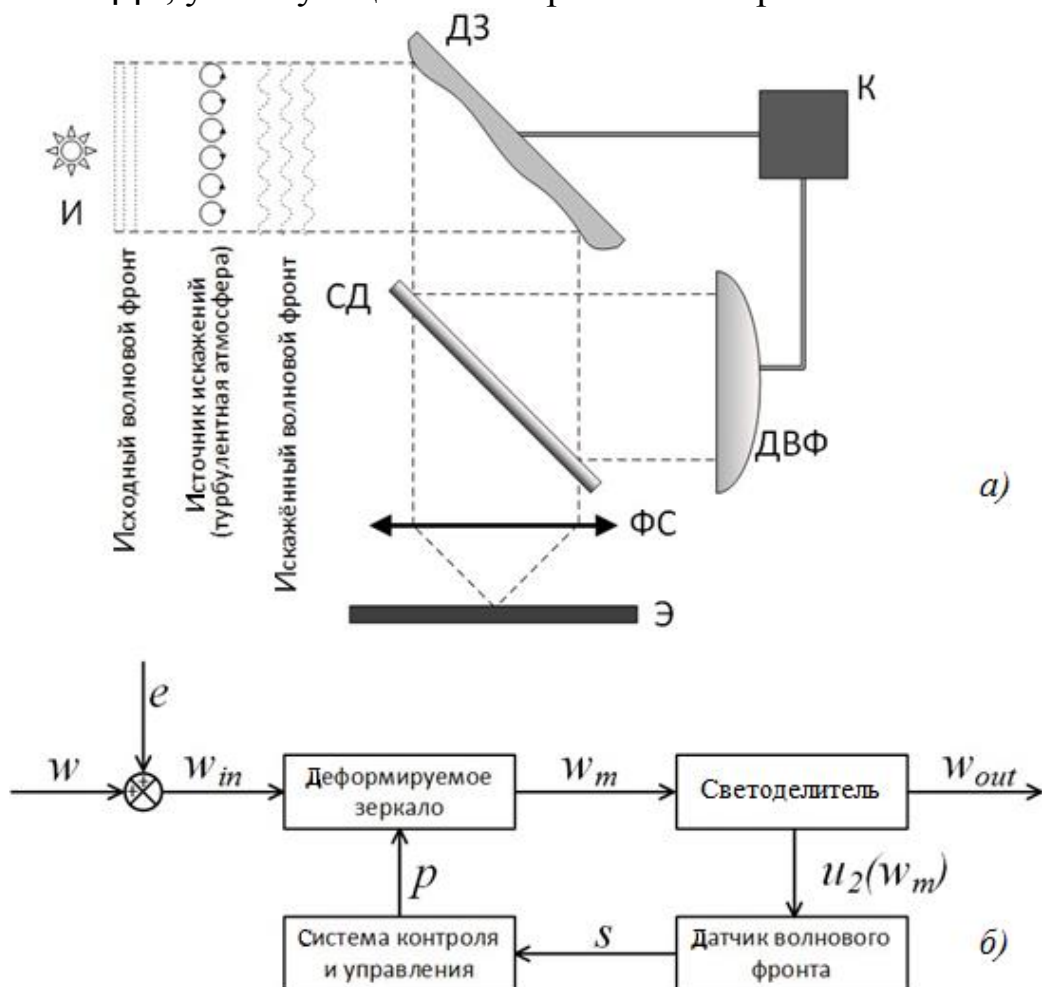 ДЗ
К
И
СД
ДВФ
ФС
Э
Исходный волновой фронт
Источник искажений
(турбулентная атмосфера)
Искажённый волновой фронт
а)
e
w
w_in
Деформируемое
зеркало
w_m
Светоделитель
w_out
p
u_2(w_m)
Система контроля
и управления
s
Датчик волнового
фронта
б)